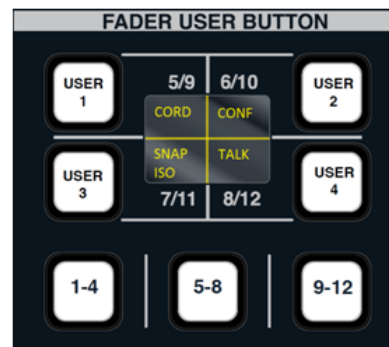 FADER USER BUTTON
USER
1
5/9
6/10
USER
2
CORD
CONF
SNAP
ISO
TALK
USER
3
7/11
8/12
USER
4
1-4
5-8
9-12